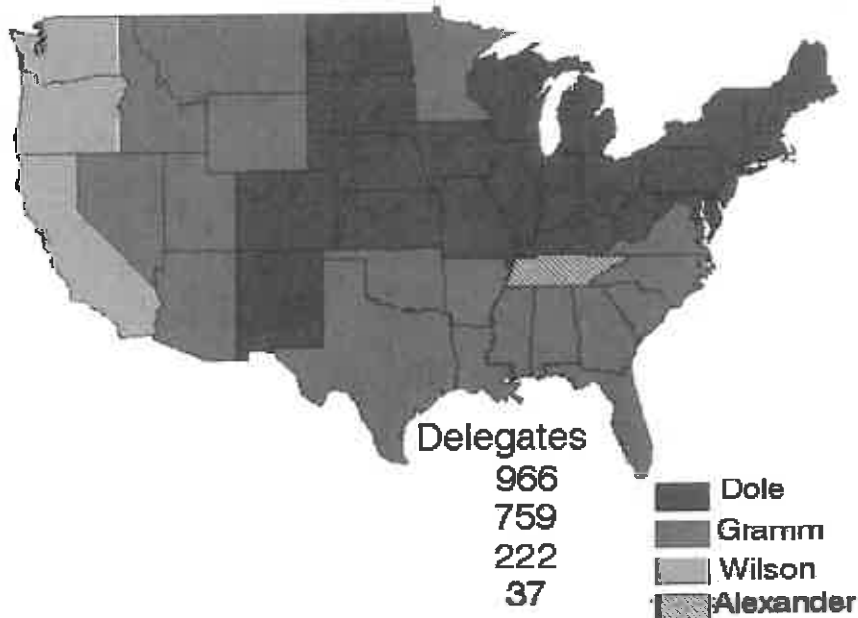 Delegates
966
759
222
37
Dole
Gramm
Wilson
Alexander